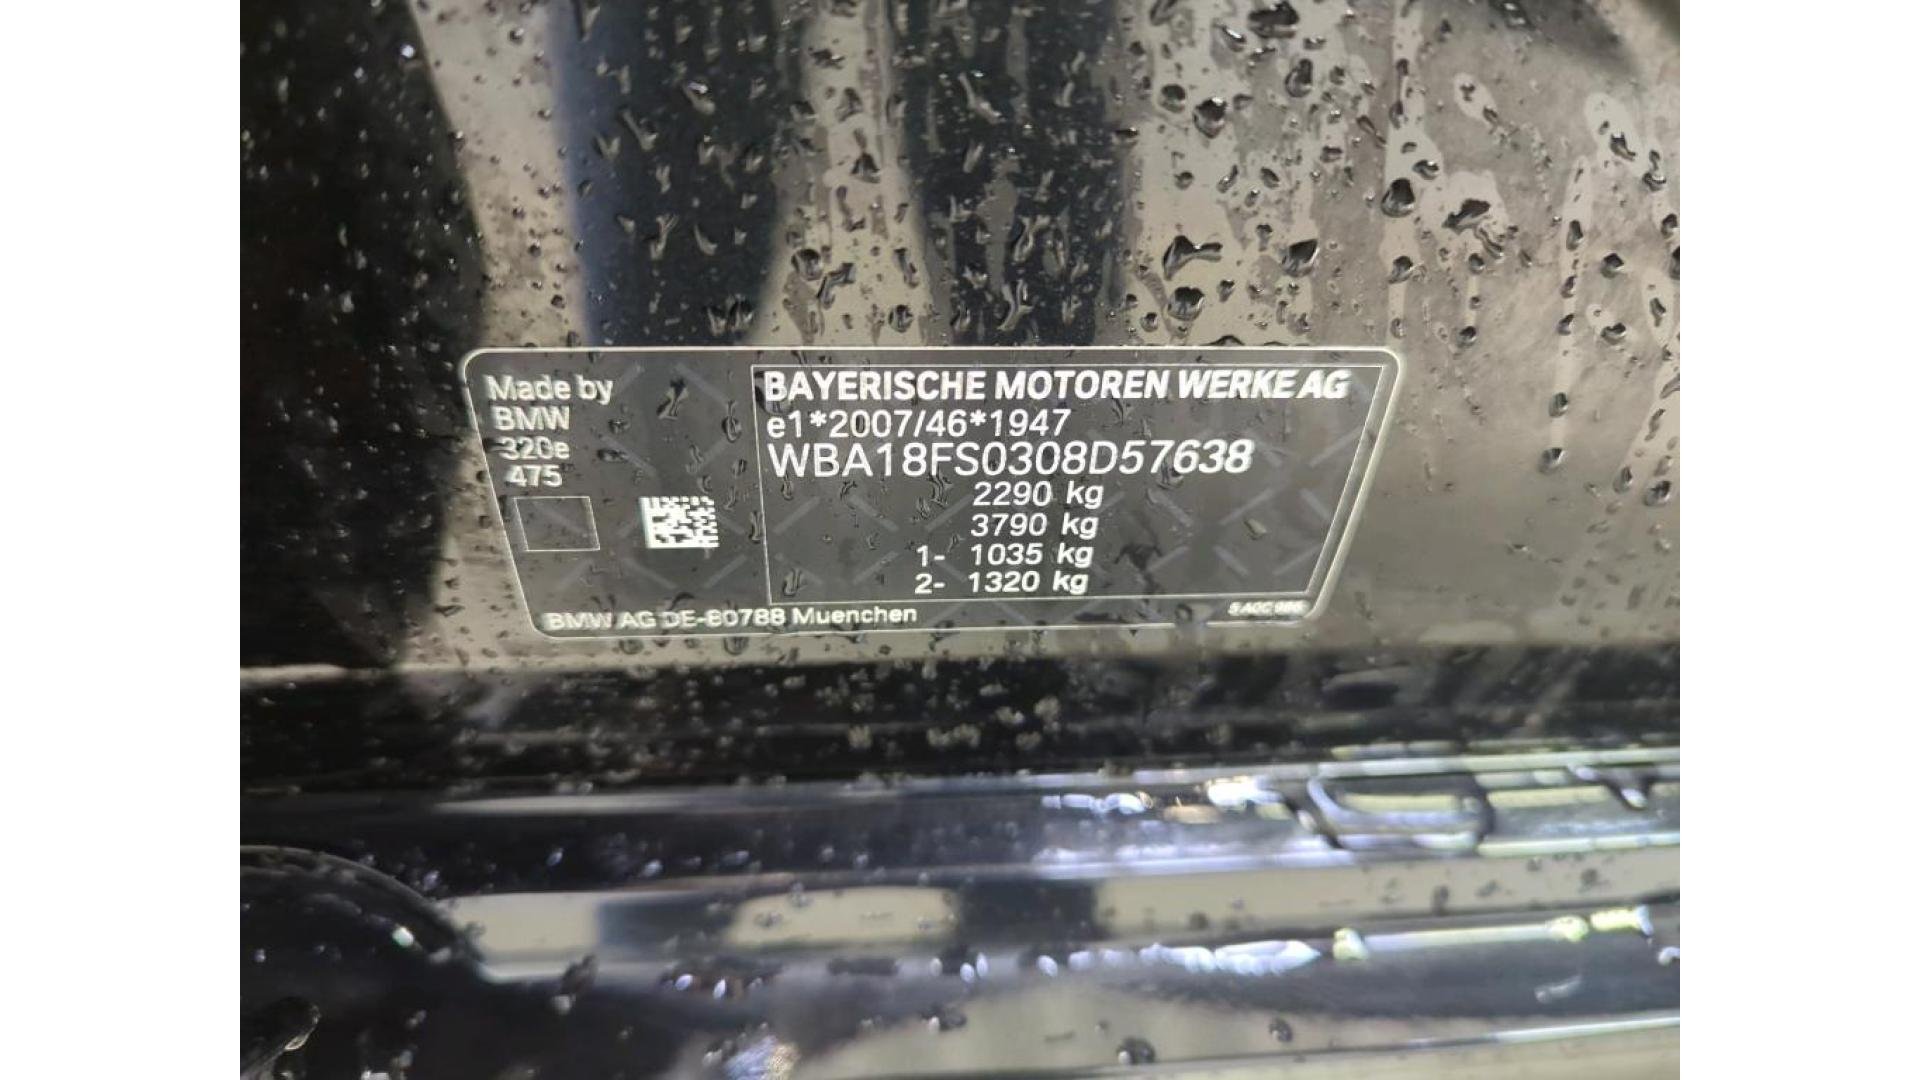 Made by
BMW
320e
475
BAYERISCHE MOTOREN WERKE AG
e1*2007/46*1947
WBA18FS0308D57638
2290 kg
3790 kg
1- 1035 kg
2- 1320 kg
BMW AG DE-80788 Muenchen